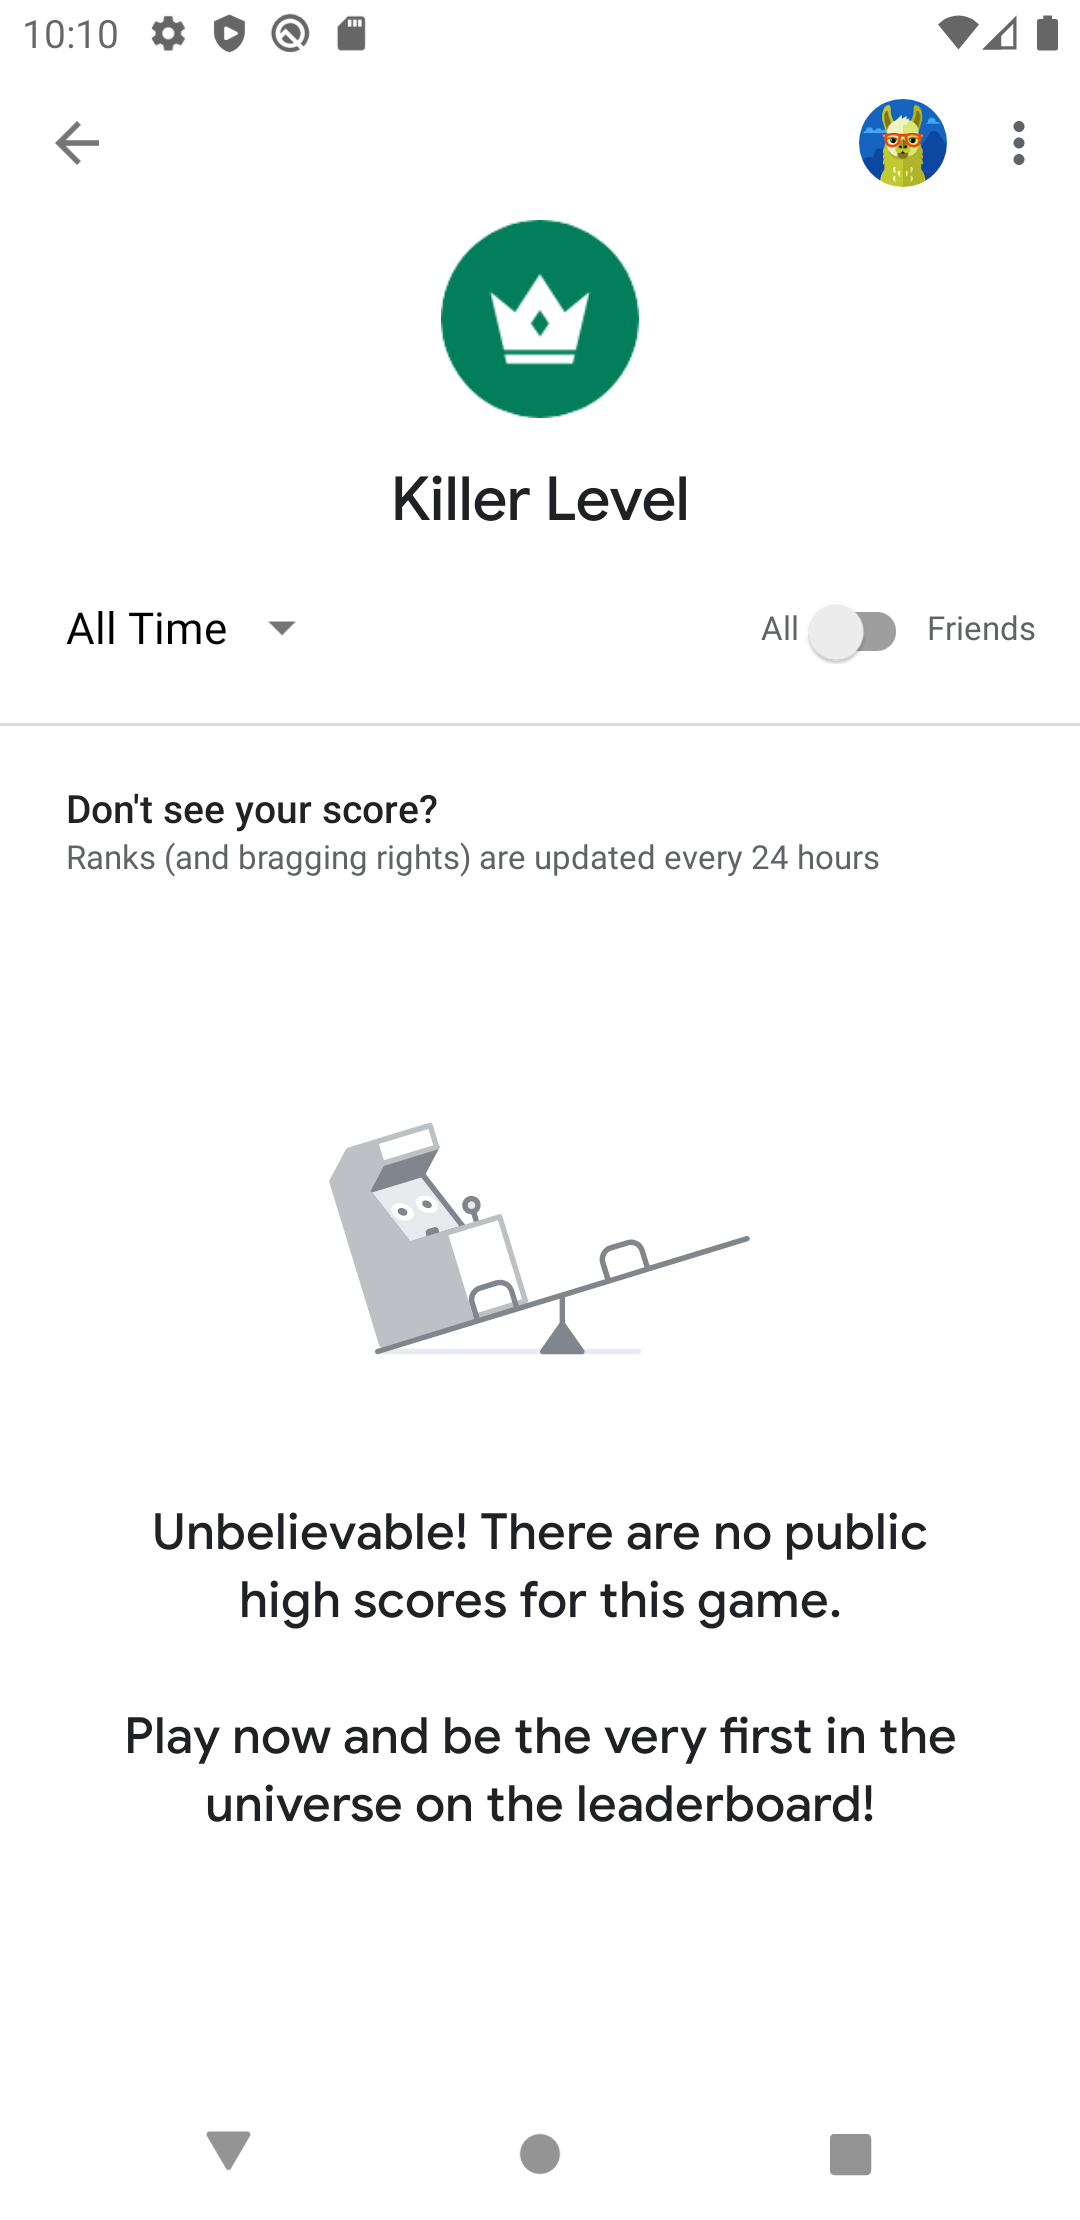 10:10
Killer Level
All Time
All Friends
Don't see your score?
Ranks (and bragging rights) are updated every 24 hours
Unbelievable! There are no public
high scores for this game.
Play now and be the very first in the
universe on the leaderboard!